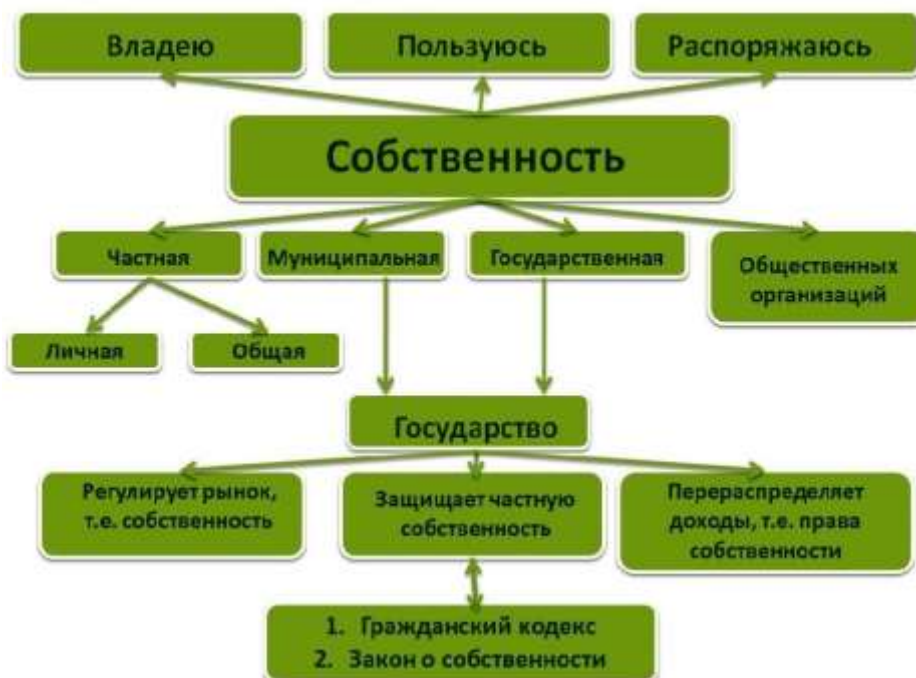 Владею
Пользуюсь
Распоряжаюсь
Собственность
Частная
Муниципальная
Государственная
Общественных
организаций
Личная
Общая
Государство
Регулирует рынок,
т.е. собственность
Защищает частную
собственность
Перераспределяет
доходы, т.е. права
собственности
1. Гражданский кодекс
2. Закон о собственности